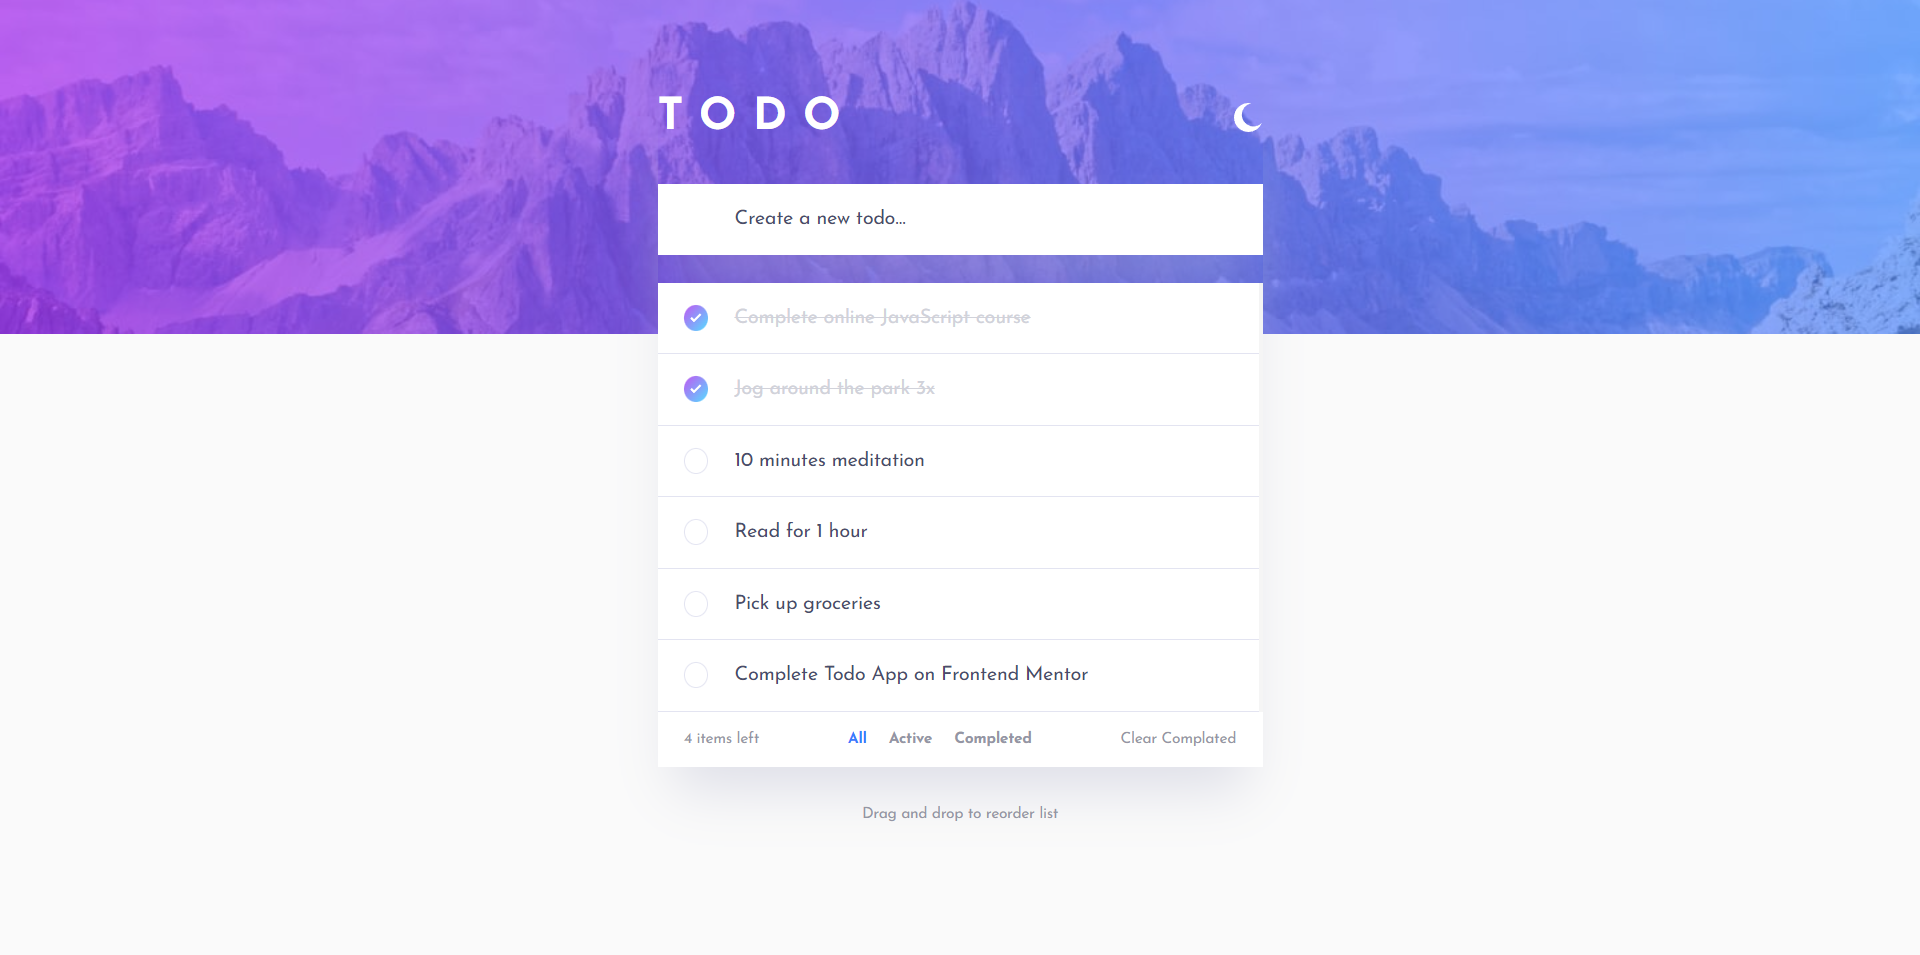 TODO
Create a new todo...
Complete online JavaScript course
Jog around the park 3x
10 minutes meditation
Read for 1 hour
Pick up groceries
Complete Todo App on Frontend Mentor
4 items left All Active Completed Clear Complated
Drag and drop to reorder list